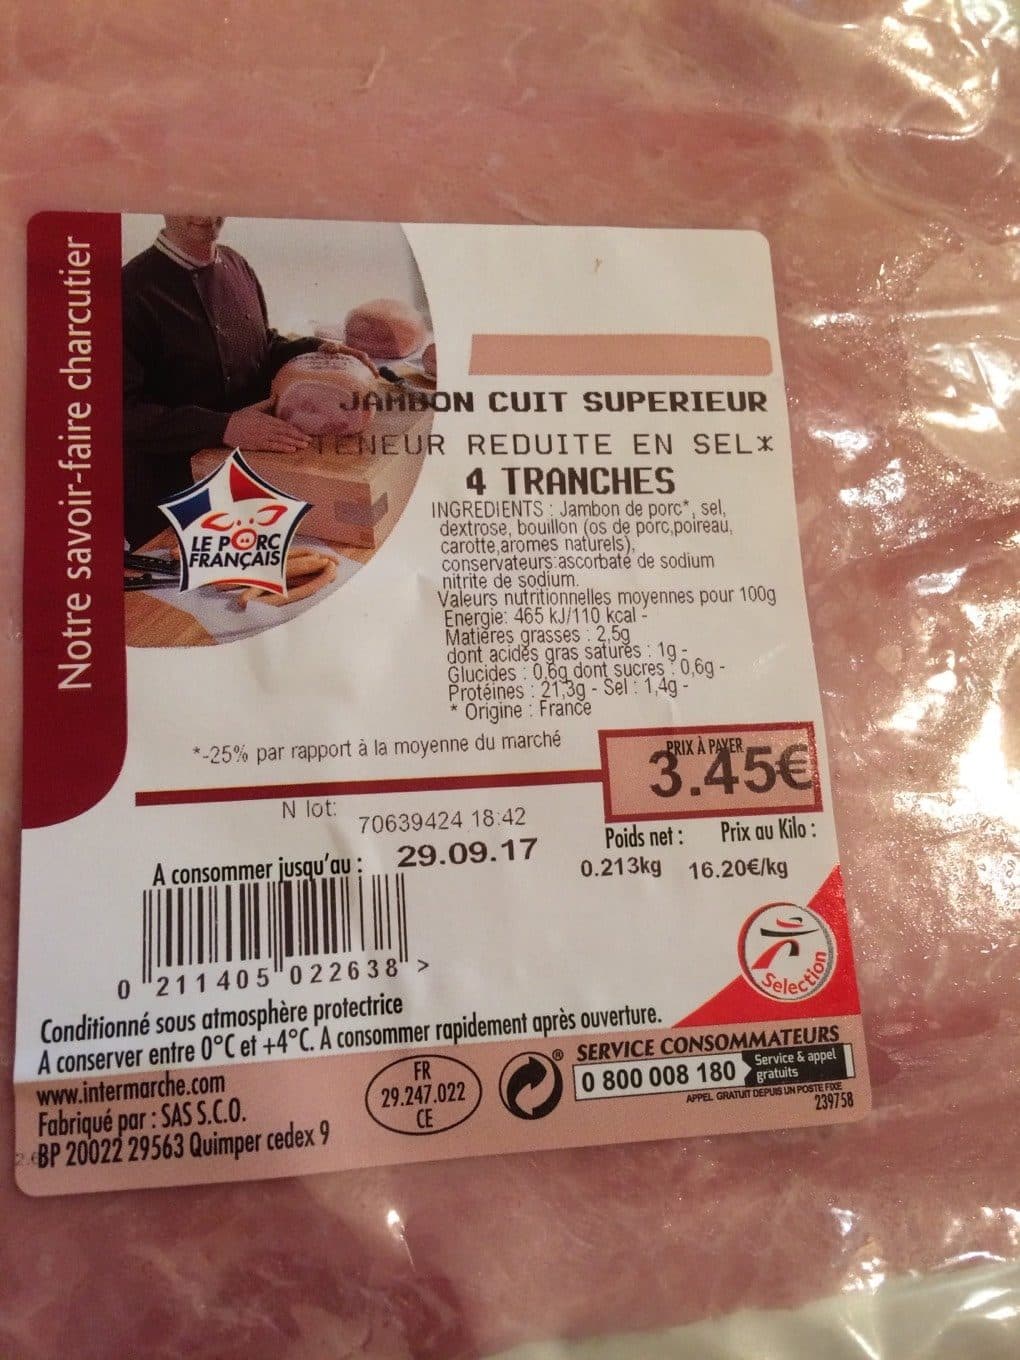 Notre savoir-faire charcutier
JAMBON CUIT SUPERIEUR
TENEUR REDUITE EN SEL*
4 TRANCHES
LE PORC
FRANÇAIS
INGREDIENTS : Jambon de porc*, sel,
dextrose, bouillon (os de porc,poireau,
carotte,aromes naturels),
conservateurs:ascorbate de sodium
nitrite de sodium.
Valeurs nutritionnelles moyennes pour 100g
Energie: 465 kJ/110 kcal -
Matières grasses : 2,5g
dont acides gras saturés : 1g -
Glucides : 0,6g dont sucres : 0,6g -
Protéines : 21,3g - Sel : 1,4g -
* Origine : France
*-25% par rapport à la moyenne du marché
PRIX À PAYER
3.45€
N lot: 70639424 18:42
A consommer jusqu'au : 29.09.17
Poids net : Prix au Kilo :
0.213kg 16.20€/kg
0 211405 022638 >
Selection
Conditionné sous atmosphère protectrice
A conserver entre 0°C et +4°C. A consommer rapidement après ouverture.
www.intermarche.com
Fabriqué par : SAS S.C.O.
BP 20022 29563 Quimper cedex 9
FR
29.247.022
CE
®
SERVICE CONSOMMATEURS
0 800 008 180 Service & appel
gratuits
APPEL GRATUIT DEPUIS UN POSTE FIXE
239758